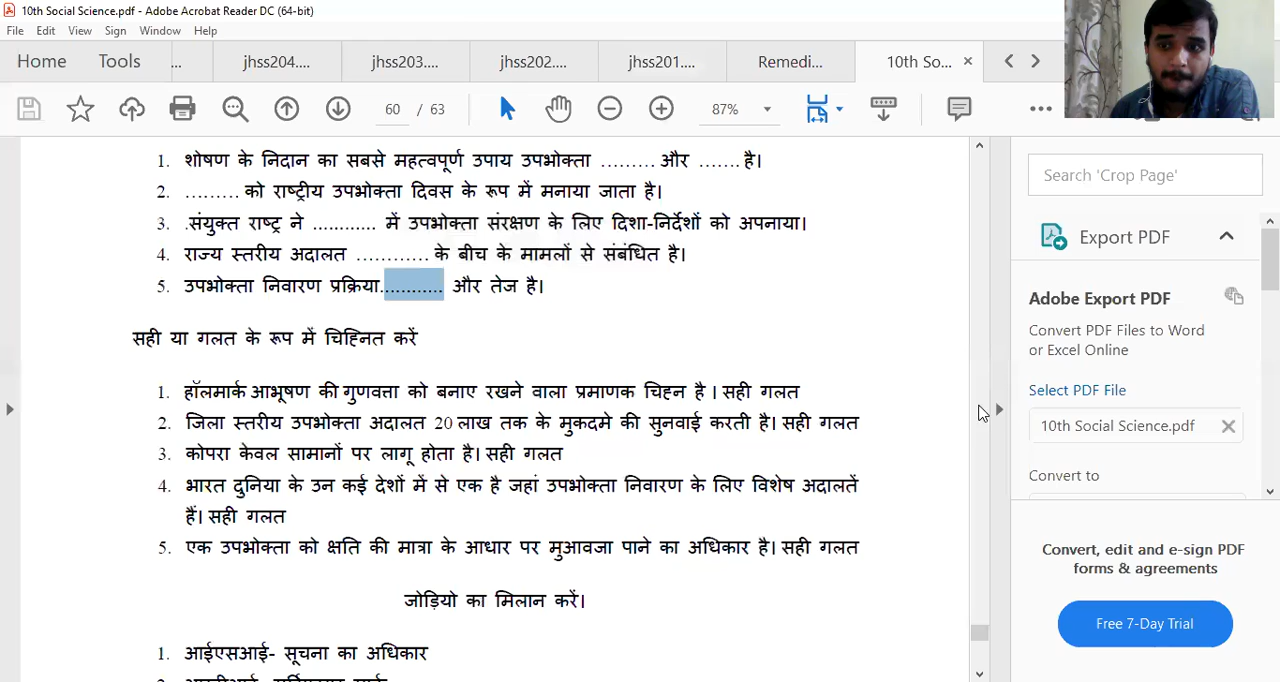 10th Social Science.pdf - Adobe Acrobat Reader DC (64-bit)
File Edit View Sign Window Help
Home Tools ... jhss204.... jhss203.... jhss202.... jhss201.... Remedi... 10th So... ×
60 / 63 87%
1. शोषण के निदान का सबसे महत्वपूर्ण उपाय उपभोक्ता ......... और ....... है।
2. ......... को राष्ट्रीय उपभोक्ता दिवस के रूप में मनाया जाता है।
3. .संयुक्त राष्ट्र ने ............ में उपभोक्ता संरक्षण के लिए दिशा-निर्देशों को अपनाया।
4. राज्य स्तरीय अदालत ............ के बीच के मामलों से संबंधित है।
5. उपभोक्ता निवारण प्रक्रिया............ और तेज है।
सही या गलत के रूप में चिह्नित करें
1. हॉलमार्क आभूषण की गुणवत्ता को बनाए रखने वाला प्रमाणक चिह्न है । सही गलत
2. जिला स्तरीय उपभोक्ता अदालत 20 लाख तक के मुकदमे की सुनवाई करती है। सही गलत
3. कोपरा केवल सामानों पर लागू होता है। सही गलत
4. भारत दुनिया के उन कई देशों में से एक है जहां उपभोक्ता निवारण के लिए विशेष अदालतें
हैं। सही गलत
5. एक उपभोक्ता को क्षति की मात्रा के आधार पर मुआवजा पाने का अधिकार है। सही गलत
जोड़ियो का मिलान करें।
1. आईएसआई- सूचना का अधिकार
Search 'Crop Page'
Export PDF
Adobe Export PDF
Convert PDF Files to Word
or Excel Online
Select PDF File
10th Social Science.pdf
Convert to
Convert, edit and e-sign PDF
forms & agreements
Free 7-Day Trial